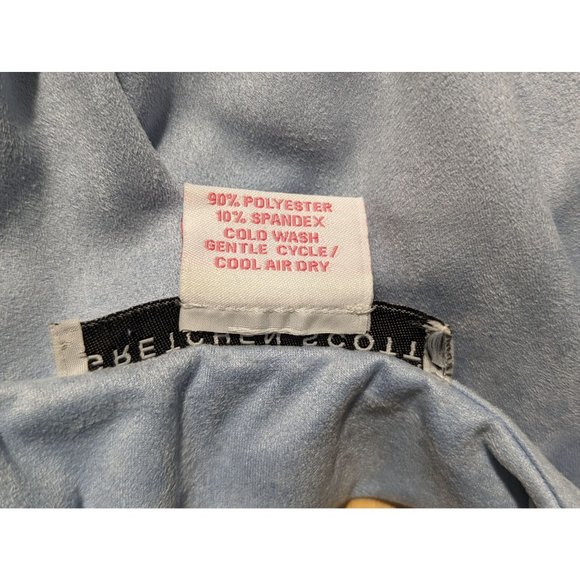 90% POLYESTER
10% SPANDEX
COLD WASH
GENTLE CYCLE/
COOL AIR DRY
GRETCHEN SCOTT